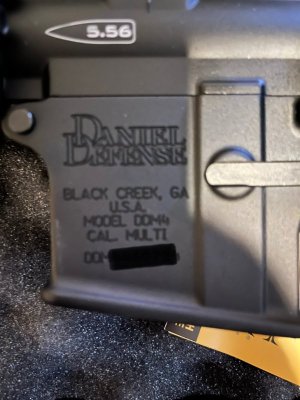 5.56
DANIEL
DEFENSE
BLACK CREEK, GA
U.S.A.
MODEL DDM4
CAL. MULTI
DDM